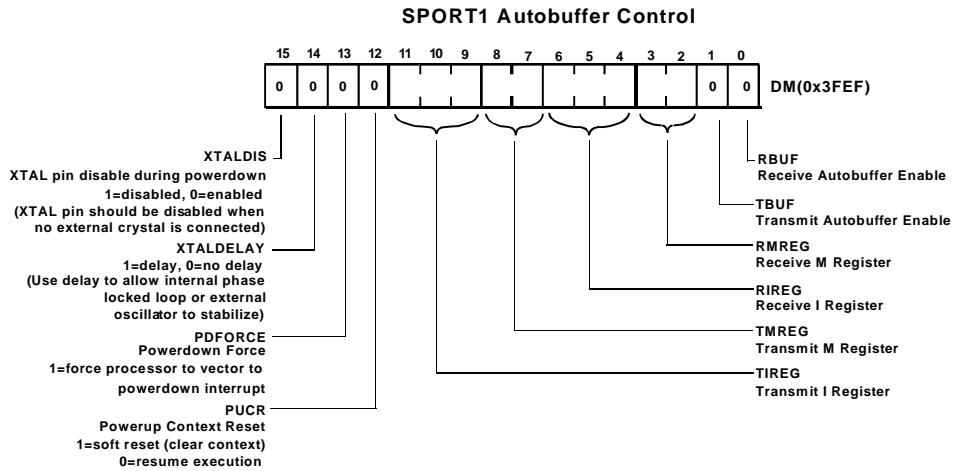 SPORT1 Autobuffer Control
15 14 13 12 11 10 9 8 7 6 5 4 3 2 1 0
0 0 0 0 0 0 DM(0x3FEF)
XTALDIS
XTAL pin disable during powerdown
1=disabled, 0=enabled
(XTAL pin should be disabled when
no external crystal is connected)
XTALDELAY
1=delay, 0=no delay
(Use delay to allow internal phase
locked loop or external
oscillator to stabilize)
PDFORCE
Powerdown Force
1=force processor to vector to
powerdown interrupt
PUCR
Powerup Context Reset
1=soft reset (clear context)
0=resume execution
RBUF
Receive Autobuffer Enable
TBUF
Transmit Autobuffer Enable
RMREG
Receive M Register
RIREG
Receive I Register
TMREG
Transmit M Register
TIREG
Transmit I Register